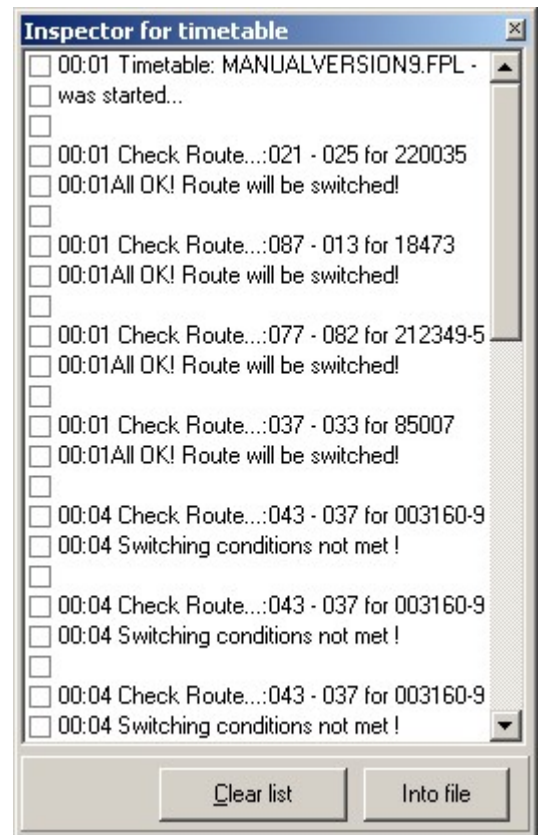 Inspector for timetable
00:01 Timetable: MANUALVERSION9.FPL -
was started...
00:01 Check Route...:021 - 025 for 220035
00:01All OK! Route will be switched!
00:01 Check Route...:087 - 013 for 18473
00:01All OK! Route will be switched!
00:01 Check Route...:077 - 082 for 212349-5
00:01All OK! Route will be switched!
00:01 Check Route...:037 - 033 for 85007
00:01All OK! Route will be switched!
00:04 Check Route...:043 - 037 for 003160-9
00:04 Switching conditions not met !
00:04 Check Route...:043 - 037 for 003160-9
00:04 Switching conditions not met !
00:04 Check Route...:043 - 037 for 003160-9
00:04 Switching conditions not met !
Clear list
Into file